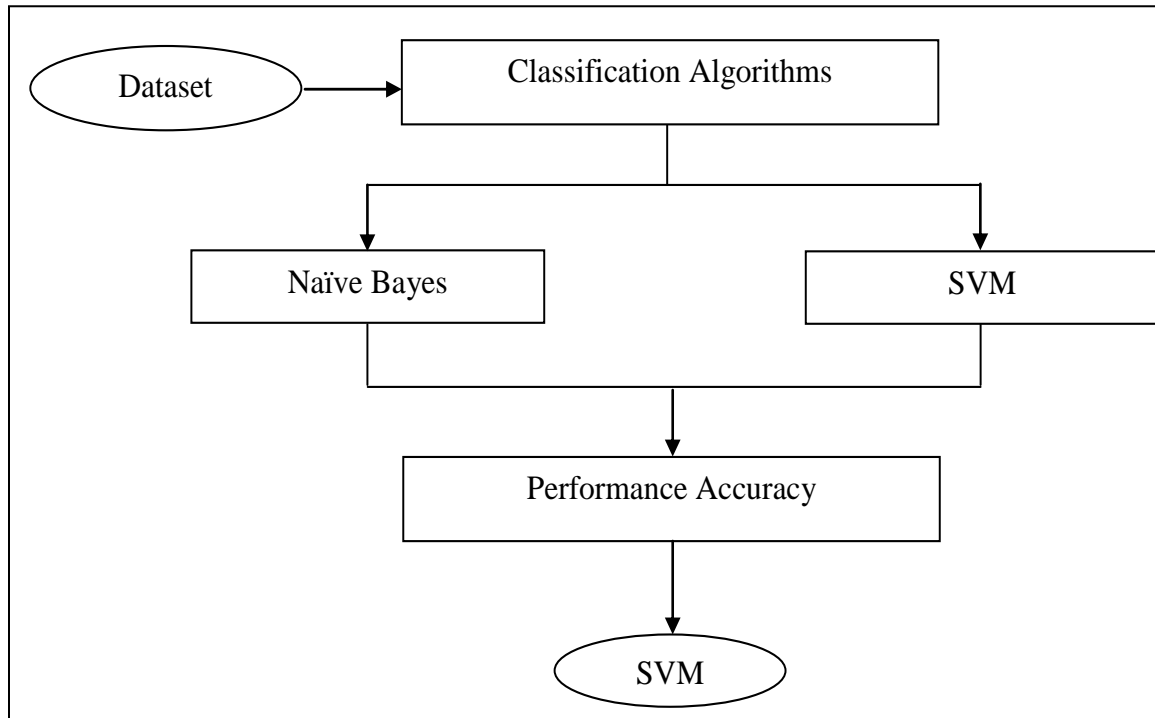 Dataset
Classification Algorithms
Naïve Bayes
SVM
Performance Accuracy
SVM